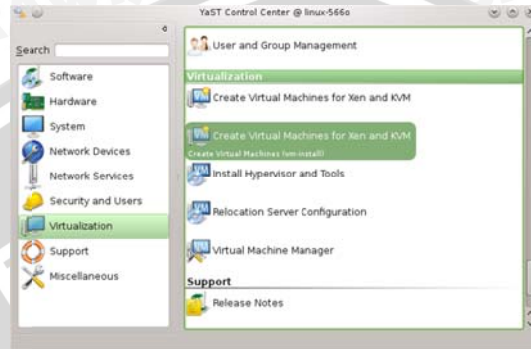 YaST Control Center @ linux-566o
Search
Software
Hardware
System
Network Devices
Network Services
Security and Users
Virtualization
Support
Miscellaneous
User and Group Management
Virtualization
Create Virtual Machines for Xen and KVM
Create Virtual Machines for Xen and KVM
Create Virtual Machines (vm-install)
Install Hypervisor and Tools
Relocation Server Configuration
Virtual Machine Manager
Support
Release Notes